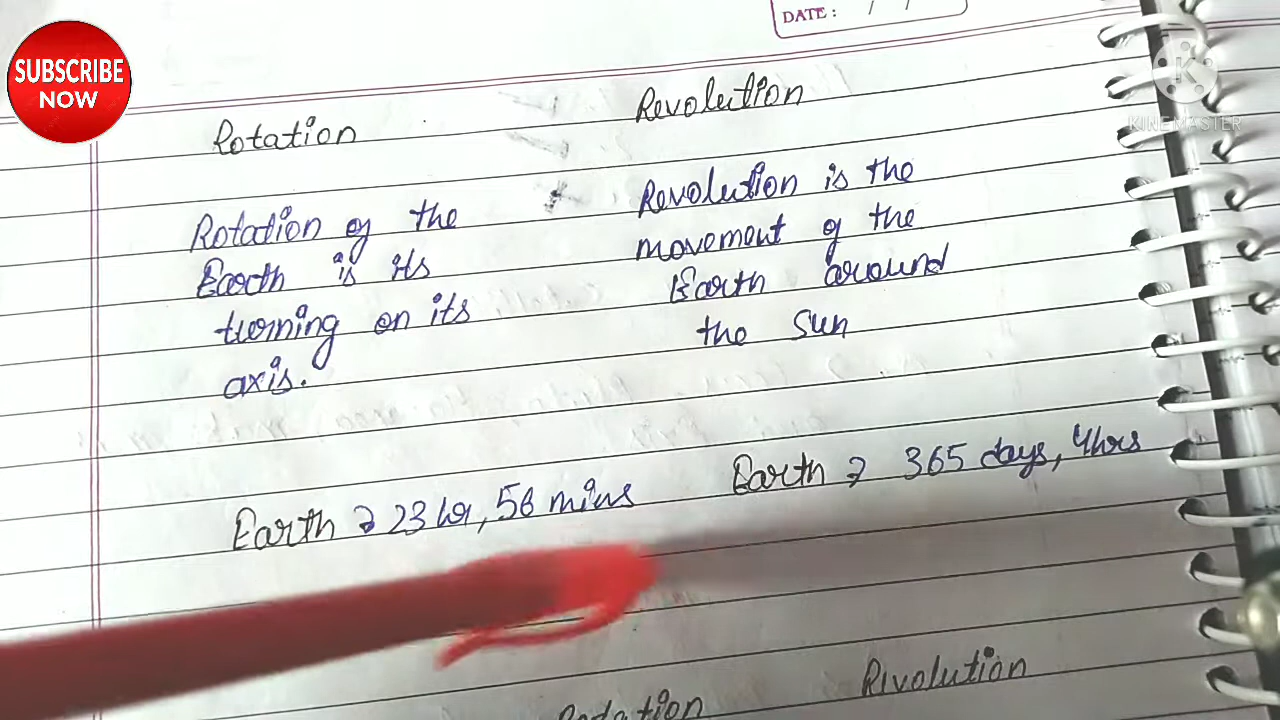 DATE : / /
SUBSCRIBE
NOW
KINEMASTER
Rotation
Rotation of the
Earth is its
turning on its
axis.
Earth → 23 hr, 56 mins
Revolution
Revolution is the
movement of the
Earth around
the Sun
Earth → 365 days, 4hrs
Rotation
Rivolution